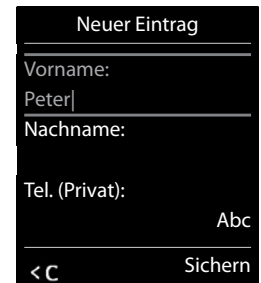 Neuer Eintrag
Vorname:
Peter
Nachname:
Tel. (Privat):
Abc
< C Sichern